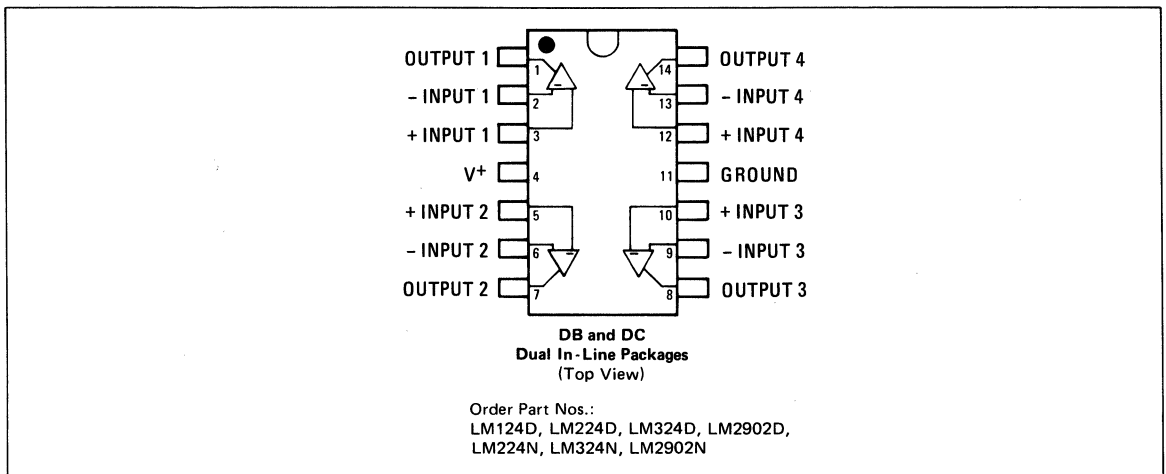 OUTPUT 1 1 14 OUTPUT 4
– INPUT 1 2 13 – INPUT 4
+ INPUT 1 3 12 + INPUT 4
V+ 4 11 GROUND
+ INPUT 2 5 10 + INPUT 3
– INPUT 2 6 9 – INPUT 3
OUTPUT 2 7 8 OUTPUT 3
DB and DC
Dual In-Line Packages
(Top View)
Order Part Nos.:
LM124D, LM224D, LM324D, LM2902D,
LM224N, LM324N, LM2902N